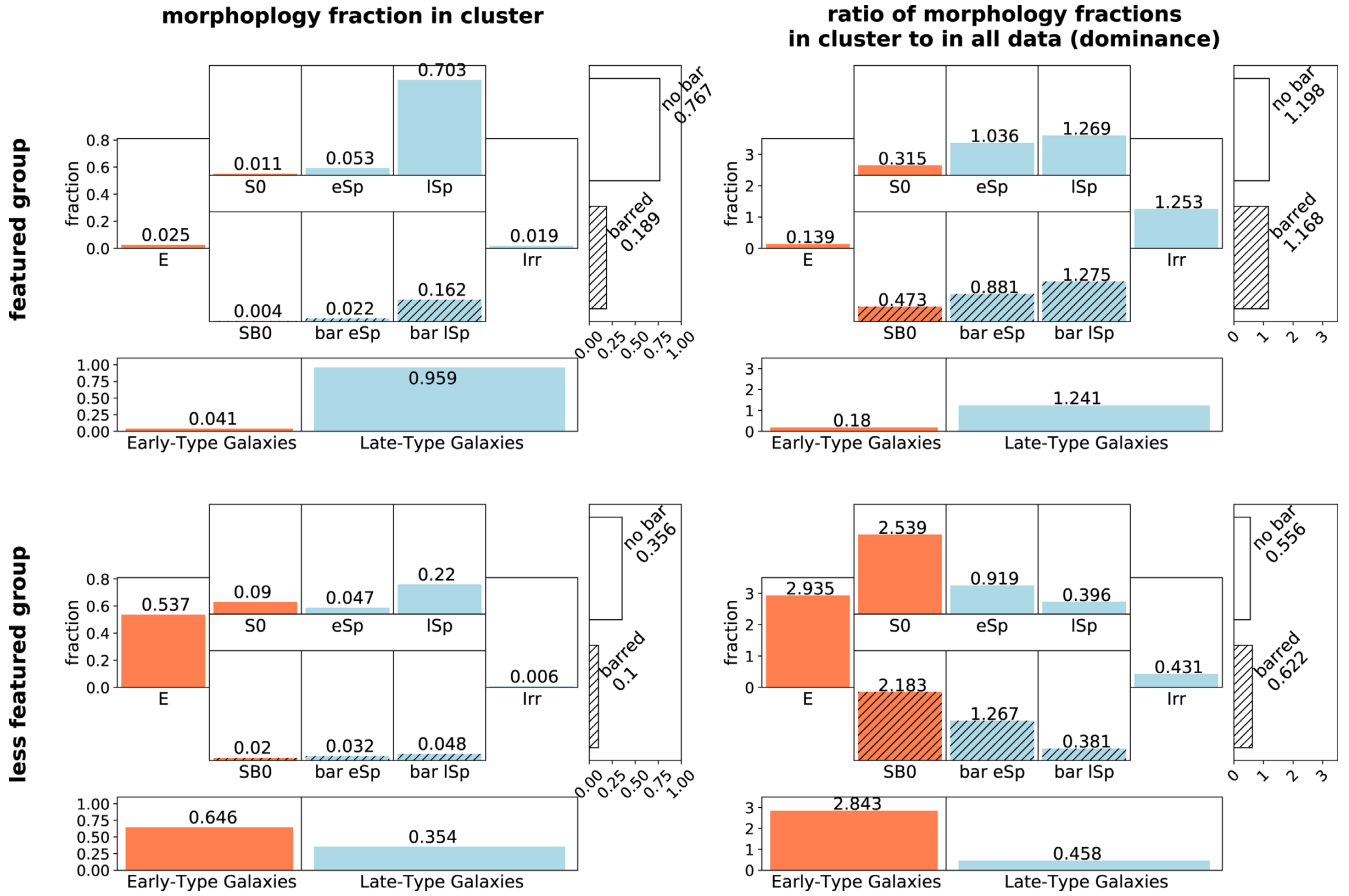 morphoplogy fraction in cluster
ratio of morphology fractions
in cluster to in all data (dominance)
featured group
fraction
0.8
0.6
0.4
0.2
0.0
0.025
E
0.011
S0
0.053
eSp
0.703
lSp
0.004
SB0
0.022
bar eSp
0.162
bar lSp
0.019
Irr
no bar
0.767
barred
0.189
0.00
0.25
0.50
0.75
1.00
1.00
0.75
0.50
0.25
0.00
0.041
Early-Type Galaxies
0.959
Late-Type Galaxies
fraction
3
2
1
0
0.139
E
0.315
S0
1.036
eSp
1.269
lSp
0.473
SB0
0.881
bar eSp
1.275
bar lSp
1.253
Irr
no bar
1.198
barred
1.168
0
1
2
3
3
2
1
0
0.18
Early-Type Galaxies
1.241
Late-Type Galaxies
less featured group
fraction
0.8
0.6
0.4
0.2
0.0
0.537
E
0.09
S0
0.047
eSp
0.22
lSp
0.02
SB0
0.032
bar eSp
0.048
bar lSp
0.006
Irr
no bar
0.356
barred
0.1
0.00
0.25
0.50
0.75
1.00
1.00
0.75
0.50
0.25
0.00
0.646
Early-Type Galaxies
0.354
Late-Type Galaxies
fraction
3
2
1
0
2.935
E
2.539
S0
0.919
eSp
0.396
lSp
2.183
SB0
1.267
bar eSp
0.381
bar lSp
0.431
Irr
no bar
0.556
barred
0.622
0
1
2
3
3
2
1
0
2.843
Early-Type Galaxies
0.458
Late-Type Galaxies